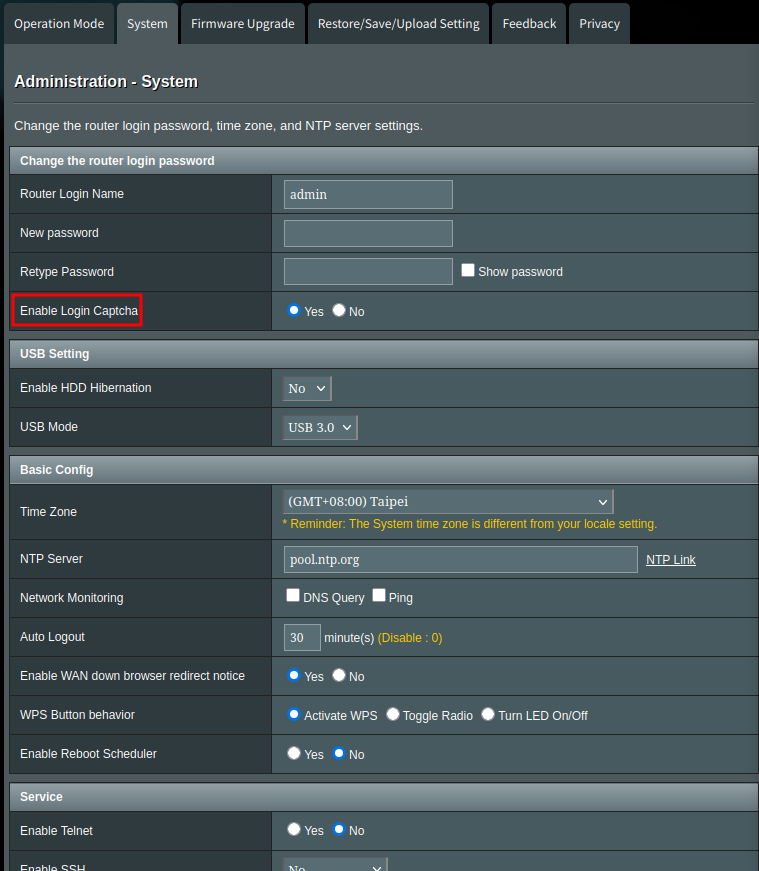 Operation Mode System Firmware Upgrade Restore/Save/Upload Setting Feedback Privacy
Administration - System
Change the router login password, time zone, and NTP server settings.
Change the router login password
Router Login Name admin
New password
Retype Password Show password
Enable Login Captcha Yes No
USB Setting
Enable HDD Hibernation No
USB Mode USB 3.0
Basic Config
Time Zone (GMT+08:00) Taipei
* Reminder: The System time zone is different from your locale setting.
NTP Server pool.ntp.org NTP Link
Network Monitoring DNS Query Ping
Auto Logout 30 minute(s) (Disable : 0)
Enable WAN down browser redirect notice Yes No
WPS Button behavior Activate WPS Toggle Radio Turn LED On/Off
Enable Reboot Scheduler Yes No
Service
Enable Telnet Yes No
Enable SSH No